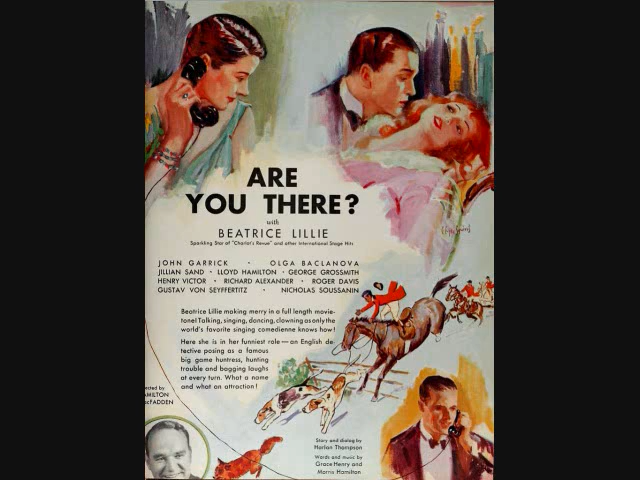 ARE
YOU THERE?
with
BEATRICE LILLIE
Sparkling Star of "Charlot's Revue" and other International Stage Hits
JOHN GARRICK • OLGA BACLANOVA
JILLIAN SAND • LLOYD HAMILTON • GEORGE GROSSMITH
HENRY VICTOR • RICHARD ALEXANDER • ROGER DAVIS
GUSTAV VON SEYFFERTITZ • NICHOLAS SOUSSANIN
Beatrice Lillie making merry in a full length movie-
tone! Talking, singing, dancing, clowning as only the
world's favorite singing comedienne knows how!
Here she is in her funniest role—an English de-
tective posing as a famous
big game huntress, hunting
trouble and bagging laughs
at every turn. What a name
and what an attraction!
ected by
AMILTON
acFADDEN
Story and dialog by
Harlan Thompson
Words and music by
Grace Henry and
Morris Hamilton